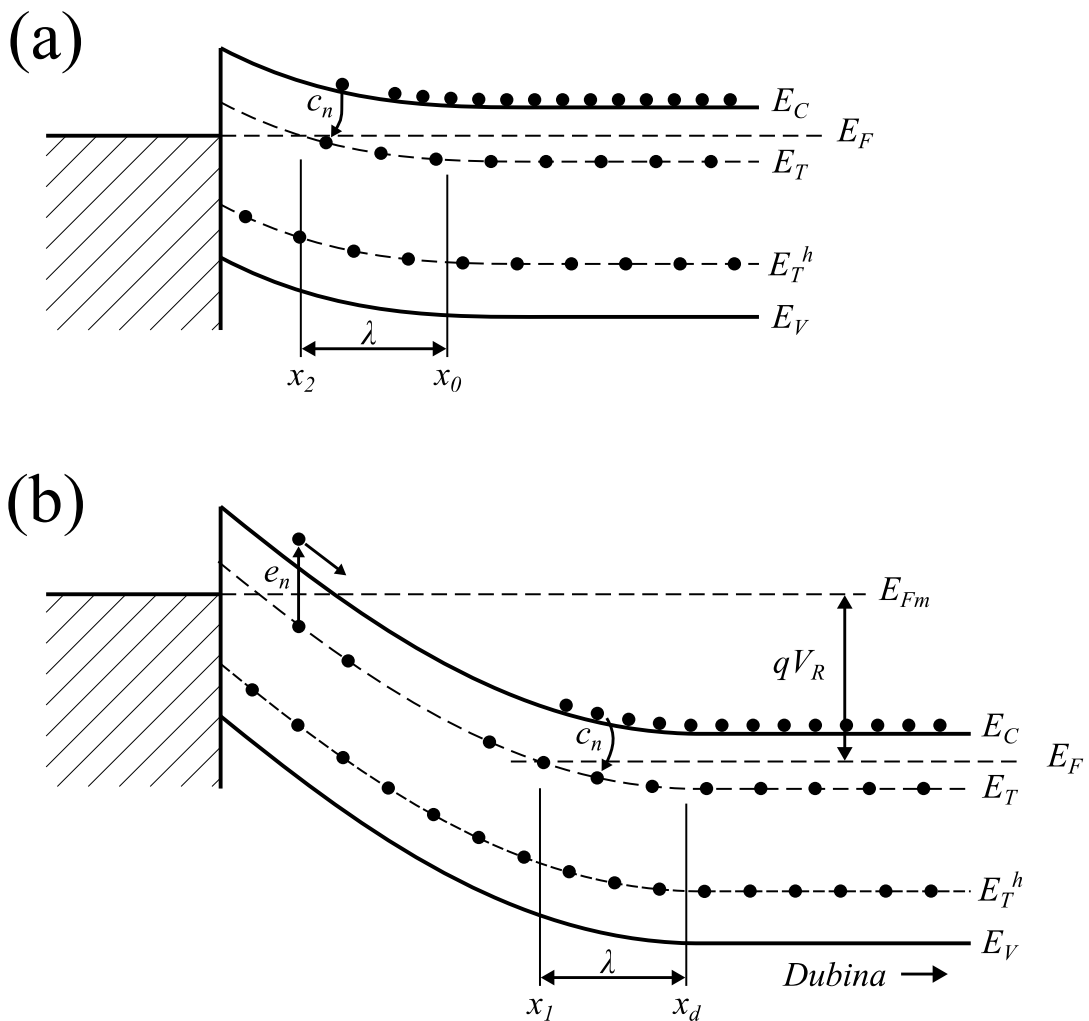 (a)
c_n
E_C
E_F
E_T
E_T^h
E_V
λ
x_2
x_0
(b)
e_n
E_Fm
qV_R
c_n
E_C
E_F
E_T
E_T^h
E_V
λ
Dubina
x_1
x_d